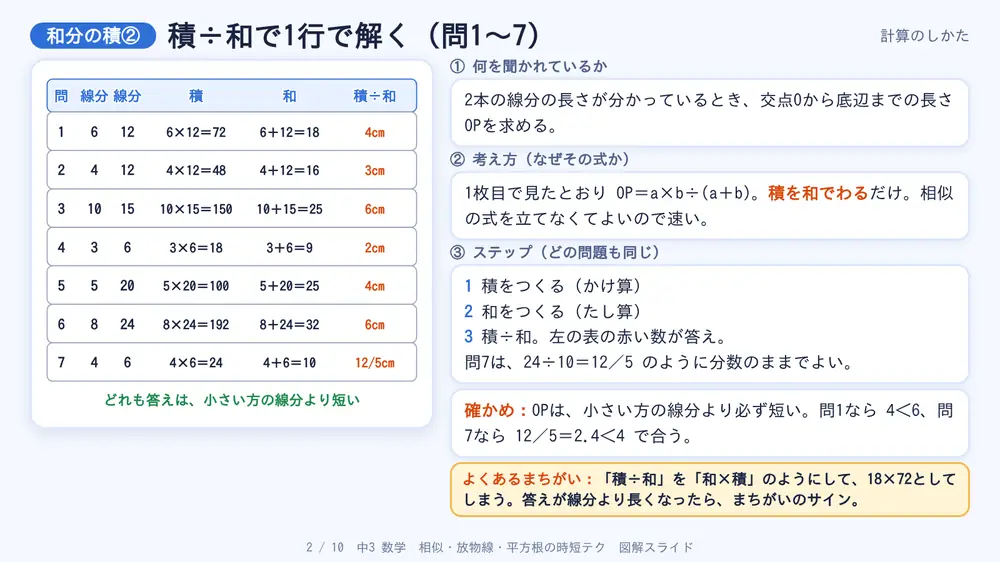 和分の積② 積÷和で1行で解く（問1〜7）
計算のしかた
問 線分 線分 積 和 積÷和
1 6 12 6×12＝72 6＋12＝18 4cm
2 4 12 4×12＝48 4＋12＝16 3cm
3 10 15 10×15＝150 10＋15＝25 6cm
4 3 6 3×6＝18 3＋6＝9 2cm
5 5 20 5×20＝100 5＋20＝25 4cm
6 8 24 8×24＝192 8＋24＝32 6cm
7 4 6 4×6＝24 4＋6＝10 12/5cm
どれも答えは、小さい方の線分より短い
① 何を聞かれているか
2本の線分の長さが分かっているとき、交点Oから底辺までの長さ
OPを求める。
② 考え方（なぜその式か）
1枚目で見たとおり OP＝a×b÷(a＋b)。積を和でわるだけ。相似
の式を立てなくてよいので速い。
③ ステップ（どの問題も同じ）
1 積をつくる（かけ算）
2 和をつくる（たし算）
3 積÷和。左の表の赤い数が答え。
問7は、24÷10＝12／5 のように分数のままでよい。
確かめ：OPは、小さい方の線分より必ず短い。問1なら 4＜6、問
7なら 12／5＝2.4＜4 で合う。
よくあるまちがい：「積÷和」を「和×積」のようにして、18×72として
しまう。答えが線分より長くなったら、まちがいのサイン。
2 / 10 中3 数学 相似・放物線・平方根の時短テク 図解スライド